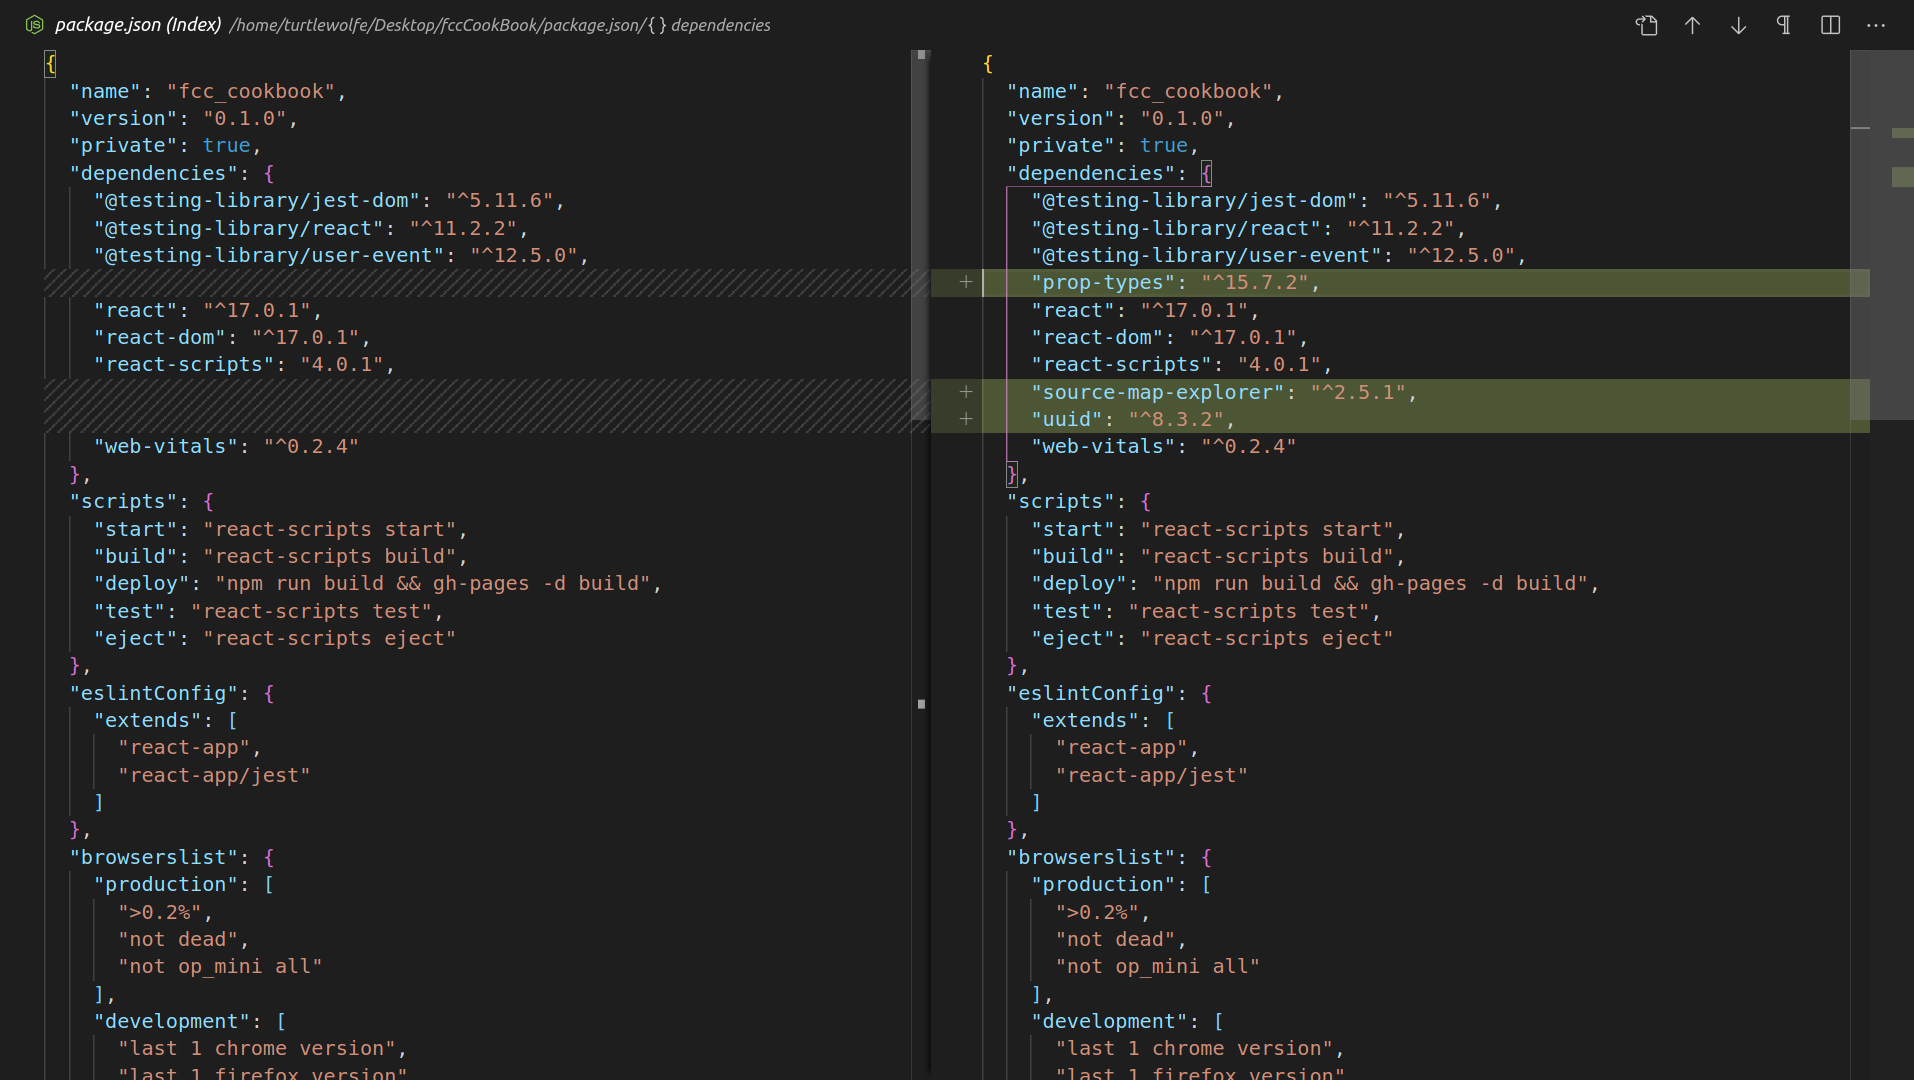 package.json (Index) /home/turtlewolfe/Desktop/fccCookBook/package.json/{ } dependencies
{
"name": "fcc_cookbook",
"version": "0.1.0",
"private": true,
"dependencies": {
"@testing-library/jest-dom": "^5.11.6",
"@testing-library/react": "^11.2.2",
"@testing-library/user-event": "^12.5.0",
"react": "^17.0.1",
"react-dom": "^17.0.1",
"react-scripts": "4.0.1",
"web-vitals": "^0.2.4"
},
"scripts": {
"start": "react-scripts start",
"build": "react-scripts build",
"deploy": "npm run build && gh-pages -d build",
"test": "react-scripts test",
"eject": "react-scripts eject"
},
"eslintConfig": {
"extends": [
"react-app",
"react-app/jest"
]
},
"browserslist": {
"production": [
">0.2%",
"not dead",
"not op_mini all"
],
"development": [
"last 1 chrome version",
"last 1 firefox version"
{
"name": "fcc_cookbook",
"version": "0.1.0",
"private": true,
"dependencies": {
"@testing-library/jest-dom": "^5.11.6",
"@testing-library/react": "^11.2.2",
"@testing-library/user-event": "^12.5.0",
+ "prop-types": "^15.7.2",
"react": "^17.0.1",
"react-dom": "^17.0.1",
"react-scripts": "4.0.1",
+ "source-map-explorer": "^2.5.1",
+ "uuid": "^8.3.2",
"web-vitals": "^0.2.4"
},
"scripts": {
"start": "react-scripts start",
"build": "react-scripts build",
"deploy": "npm run build && gh-pages -d build",
"test": "react-scripts test",
"eject": "react-scripts eject"
},
"eslintConfig": {
"extends": [
"react-app",
"react-app/jest"
]
},
"browserslist": {
"production": [
">0.2%",
"not dead",
"not op_mini all"
],
"development": [
"last 1 chrome version",
"last 1 firefox version"